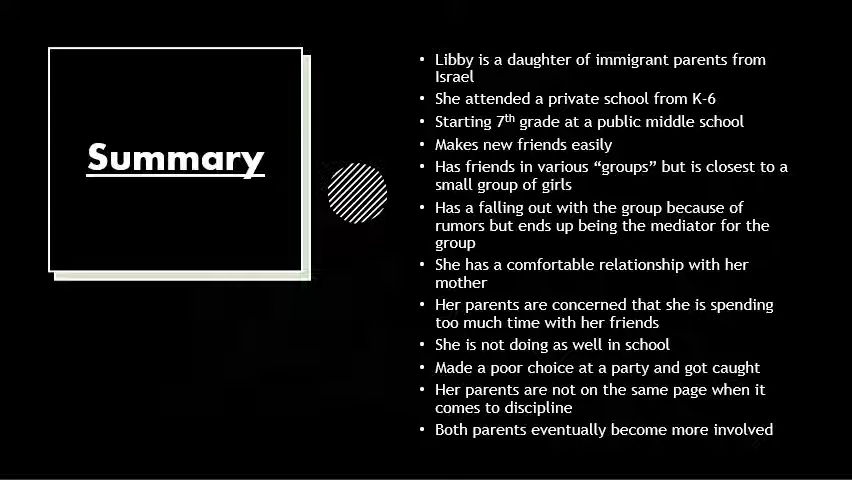 Summary
• Libby is a daughter of immigrant parents from
Israel
• She attended a private school from K-6
• Starting 7th grade at a public middle school
• Makes new friends easily
• Has friends in various “groups” but is closest to a
small group of girls
• Has a falling out with the group because of
rumors but ends up being the mediator for the
group
• She has a comfortable relationship with her
mother
• Her parents are concerned that she is spending
too much time with her friends
• She is not doing as well in school
• Made a poor choice at a party and got caught
• Her parents are not on the same page when it
comes to discipline
• Both parents eventually become more involved